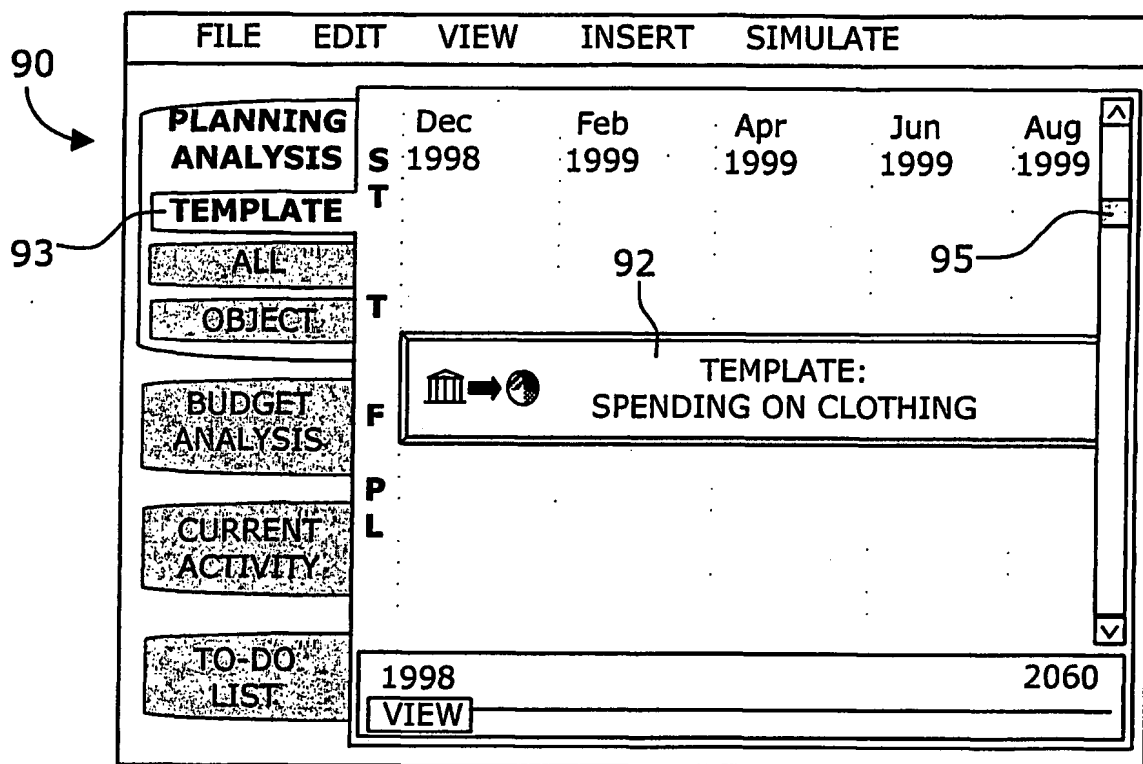 FILE EDIT VIEW INSERT SIMULATE
90
PLANNING
ANALYSIS
TEMPLATE
93
ALL
OBJECT
BUDGET
ANALYSIS
CURRENT
ACTIVITY
TO-DO
LIST
S
T
T
F
P
L
Dec Feb Apr Jun Aug
1998 1999 1999 1999 1999
92
95
TEMPLATE:
SPENDING ON CLOTHING
1998 2060
VIEW